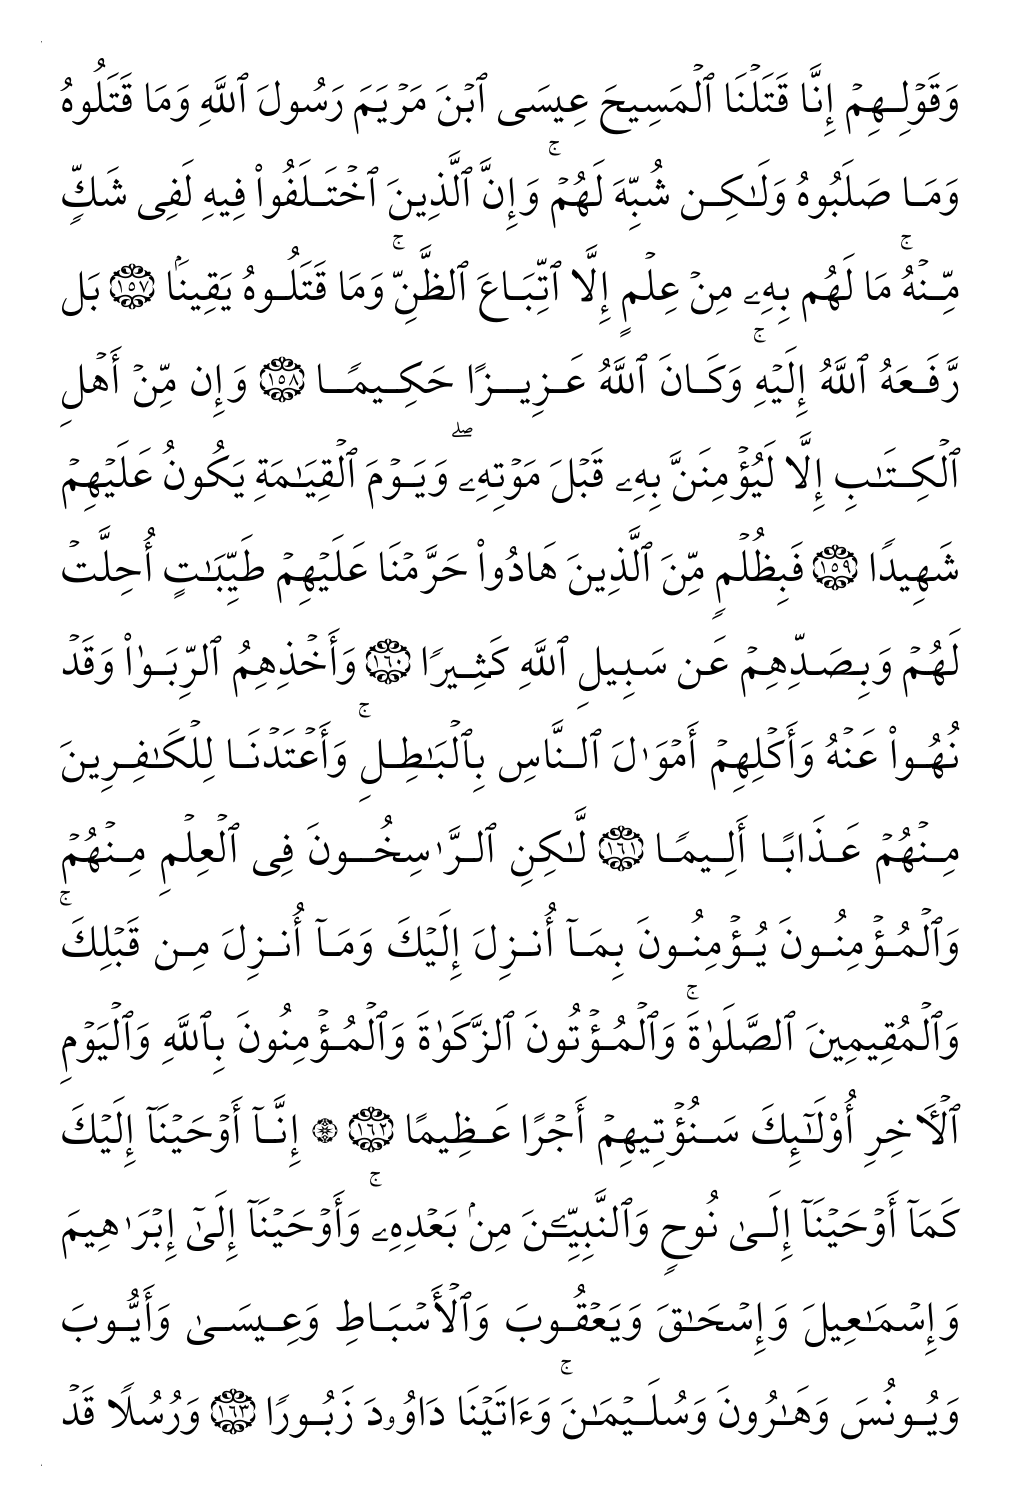 وَقَوْلِهِمْ إِنَّا قَتَلْنَا ٱلْمَسِيحَ عِيسَى ٱبْنَ مَرْيَمَ رَسُولَ ٱللَّهِ وَمَا قَتَلُوهُ
وَمَا صَلَبُوهُ وَلَـٰكِن شُبِّهَ لَهُمْ ۚ وَإِنَّ ٱلَّذِينَ ٱخْتَلَفُوا۟ فِيهِ لَفِى شَكٍّ
مِّنْهُ ۚ مَا لَهُم بِهِۦ مِنْ عِلْمٍ إِلَّا ٱتِّبَاعَ ٱلظَّنِّ ۚ وَمَا قَتَلُوهُ يَقِينًۢا ١٥٧ بَل
رَّفَعَهُ ٱللَّهُ إِلَيْهِ ۚ وَكَانَ ٱللَّهُ عَزِيزًا حَكِيمًا ١٥٨ وَإِن مِّنْ أَهْلِ
ٱلْكِتَـٰبِ إِلَّا لَيُؤْمِنَنَّ بِهِۦ قَبْلَ مَوْتِهِۦ ۖ وَيَوْمَ ٱلْقِيَـٰمَةِ يَكُونُ عَلَيْهِمْ
شَهِيدًا ١٥٩ فَبِظُلْمٍ مِّنَ ٱلَّذِينَ هَادُوا۟ حَرَّمْنَا عَلَيْهِمْ طَيِّبَـٰتٍ أُحِلَّتْ
لَهُمْ وَبِصَدِّهِمْ عَن سَبِيلِ ٱللَّهِ كَثِيرًا ١٦٠ وَأَخْذِهِمُ ٱلرِّبَوٰا۟ وَقَدْ
نُهُوا۟ عَنْهُ وَأَكْلِهِمْ أَمْوَٰلَ ٱلنَّاسِ بِٱلْبَـٰطِلِ ۚ وَأَعْتَدْنَا لِلْكَـٰفِرِينَ
مِنْهُمْ عَذَابًا أَلِيمًا ١٦١ لَّـٰكِنِ ٱلرَّٰسِخُونَ فِى ٱلْعِلْمِ مِنْهُمْ
وَٱلْمُؤْمِنُونَ يُؤْمِنُونَ بِمَآ أُنزِلَ إِلَيْكَ وَمَآ أُنزِلَ مِن قَبْلِكَ ۚ
وَٱلْمُقِيمِينَ ٱلصَّلَوٰةَ ۚ وَٱلْمُؤْتُونَ ٱلزَّكَوٰةَ وَٱلْمُؤْمِنُونَ بِٱللَّهِ وَٱلْيَوْمِ
ٱلْـَٔاخِرِ أُو۟لَـٰٓئِكَ سَنُؤْتِيهِمْ أَجْرًا عَظِيمًا ١٦٢ ۞ إِنَّآ أَوْحَيْنَآ إِلَيْكَ
كَمَآ أَوْحَيْنَآ إِلَىٰ نُوحٍ وَٱلنَّبِيِّـۧنَ مِنۢ بَعْدِهِۦ ۚ وَأَوْحَيْنَآ إِلَىٰٓ إِبْرَٰهِيمَ
وَإِسْمَـٰعِيلَ وَإِسْحَـٰقَ وَيَعْقُوبَ وَٱلْأَسْبَاطِ وَعِيسَىٰ وَأَيُّوبَ
وَيُونُسَ وَهَـٰرُونَ وَسُلَيْمَـٰنَ ۚ وَءَاتَيْنَا دَاوُۥدَ زَبُورًا ١٦٣ وَرُسُلًا قَدْ